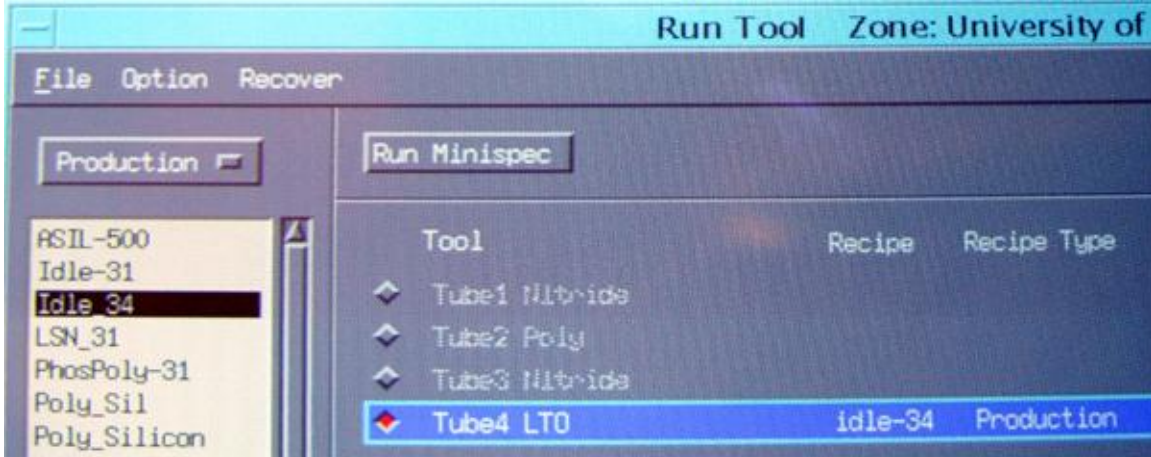 Run Tool Zone: University of
File Option Recover
Production
Run Minispec
ASIL-500
Idle-31
Idle_34
LSN_31
PhosPoly-31
Poly_Sil
Poly_Silicon
Tool Recipe Recipe Type
Tube1 Nitride
Tube2 Poly
Tube3 Nitride
Tube4 LTO idle-34 Production